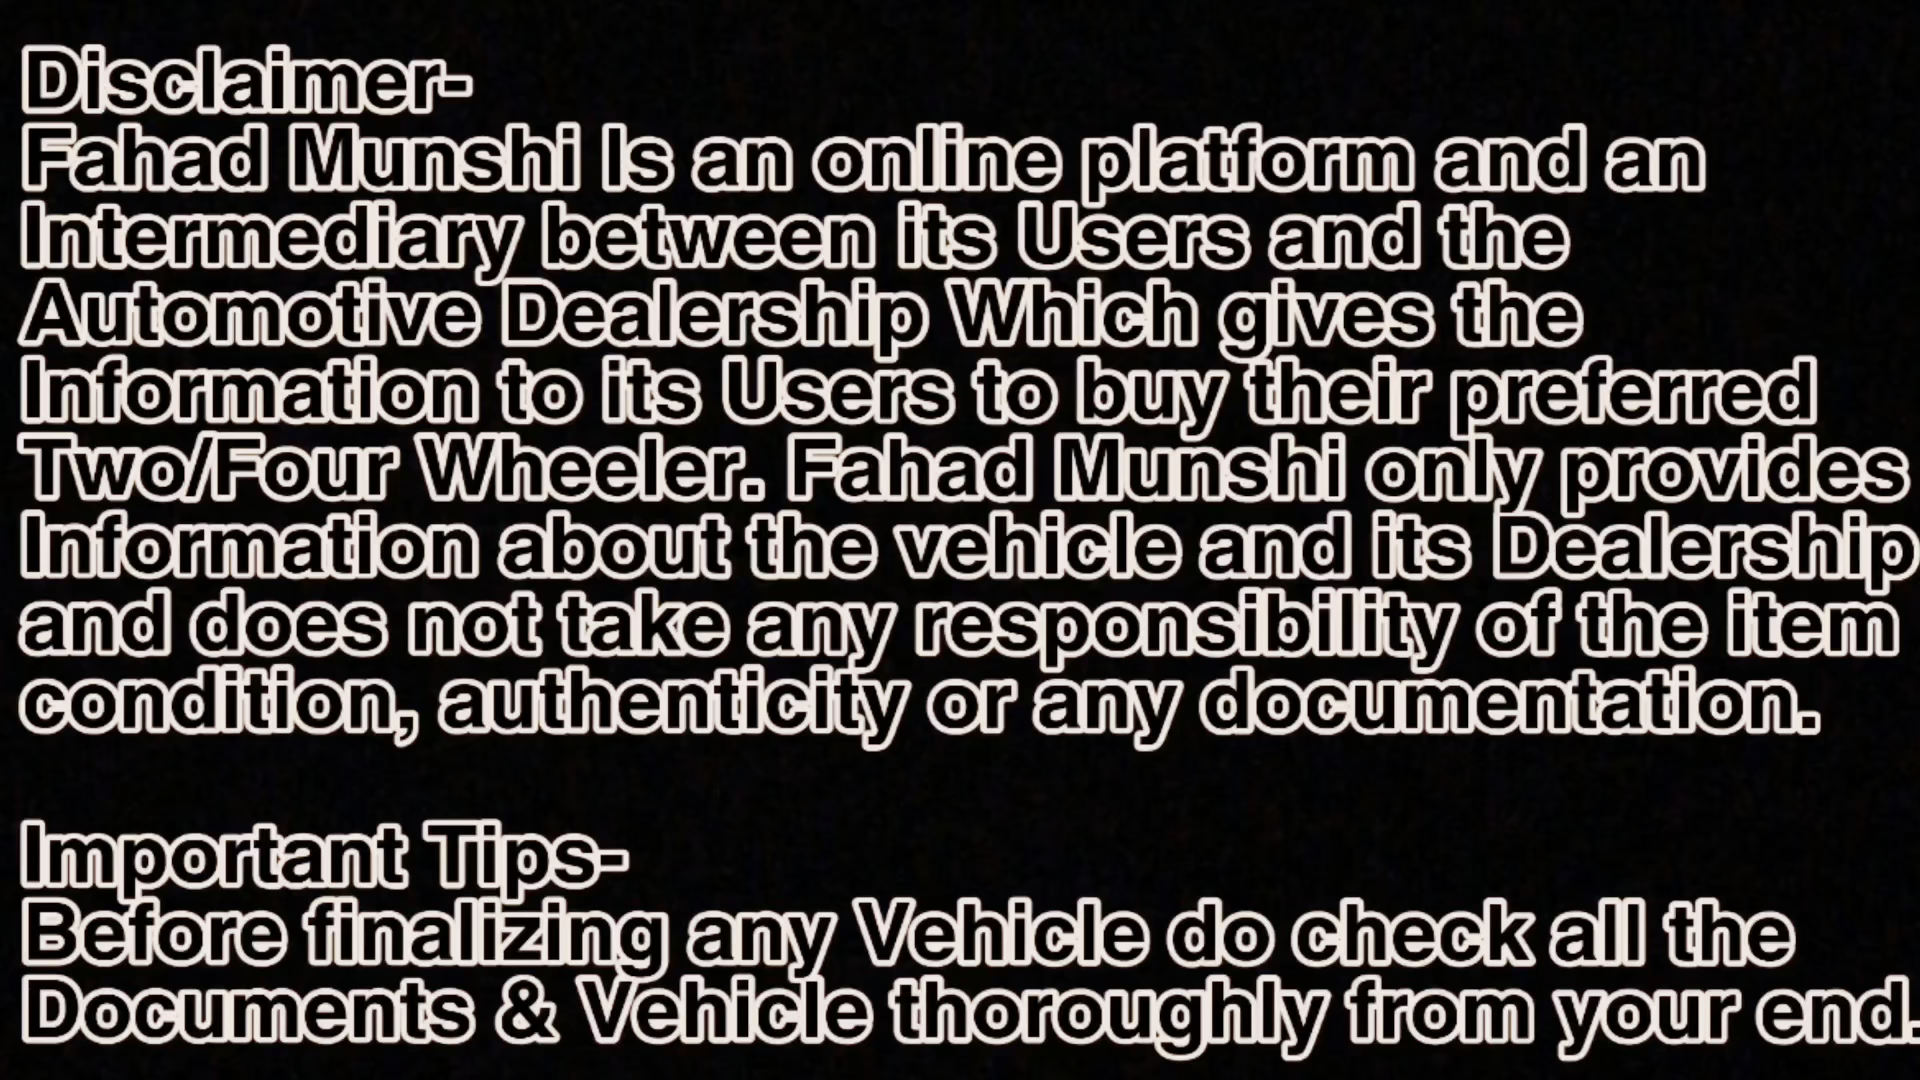 Disclaimer-
Fahad Munshi Is an online platform and an
Intermediary between its Users and the
Automotive Dealership Which gives the
Information to its Users to buy their preferred
Two/Four Wheeler. Fahad Munshi only provides
Information about the vehicle and its Dealership
and does not take any responsibility of the item
condition, authenticity or any documentation.
Important Tips-
Before finalizing any Vehicle do check all the
Documents & Vehicle thoroughly from your end.